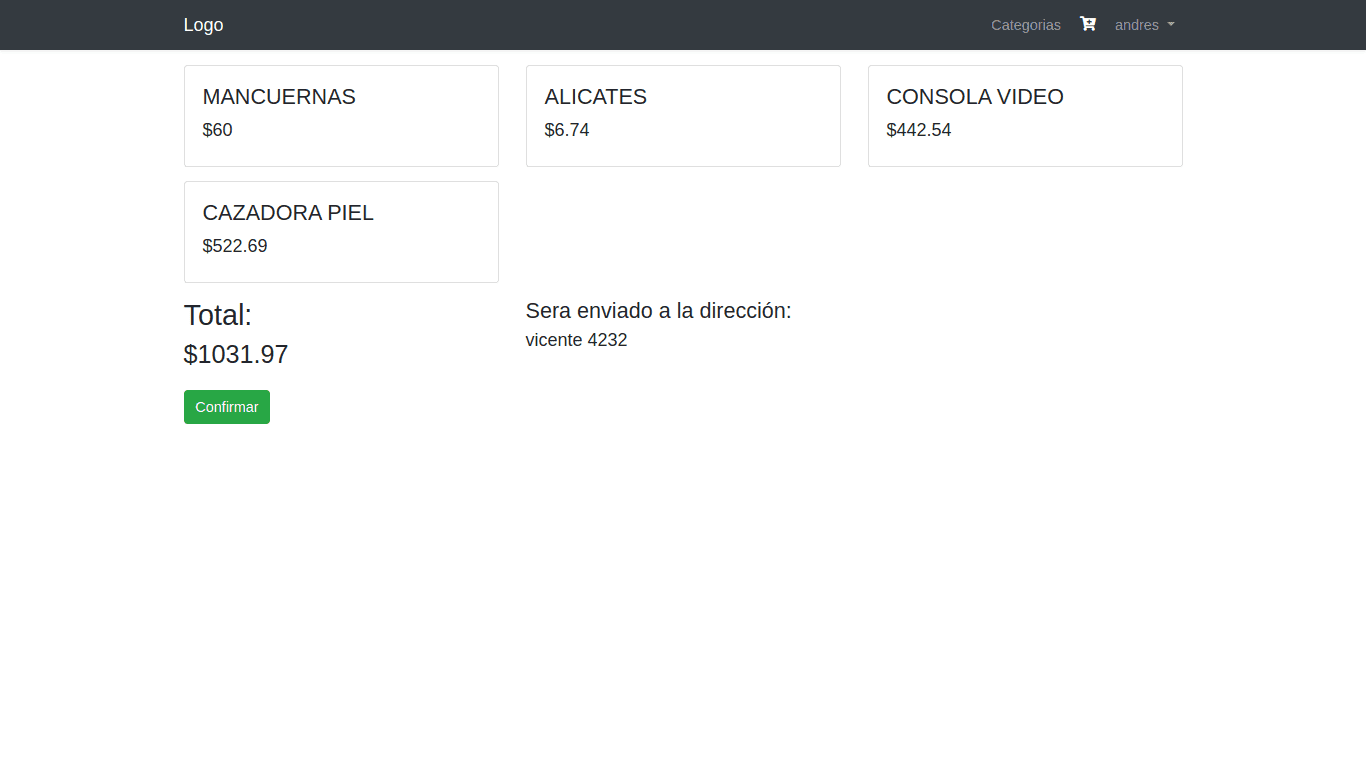 Logo
Categorias
andres
MANCUERNAS
$60
ALICATES
$6.74
CONSOLA VIDEO
$442.54
CAZADORA PIEL
$522.69
Total:
$1031.97
Sera enviado a la dirección:
vicente 4232
Confirmar